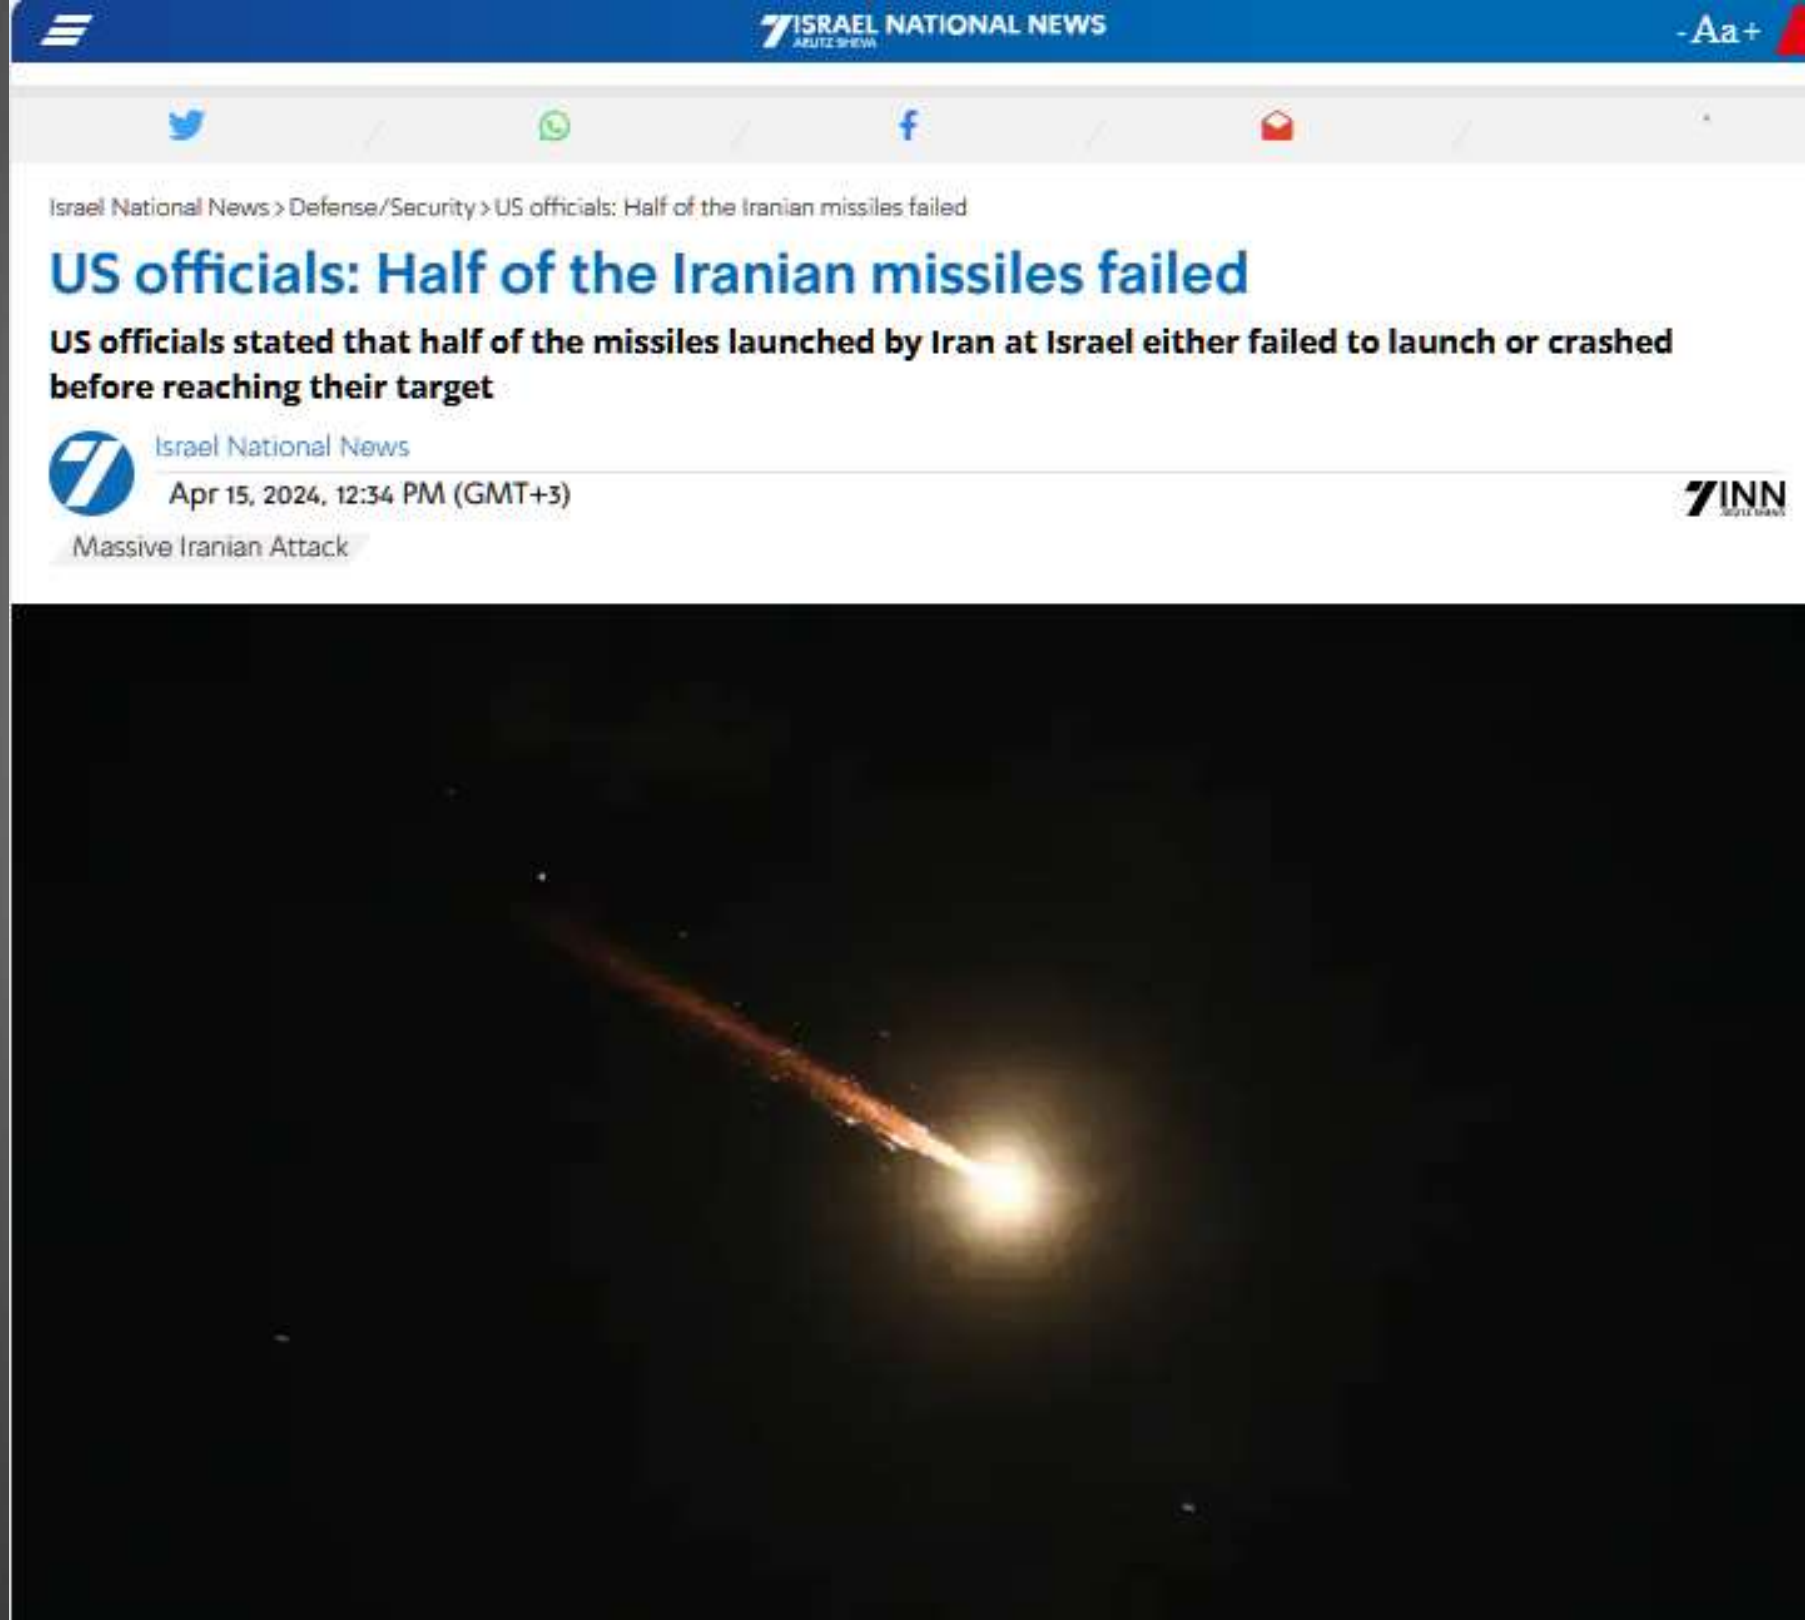 ISRAEL NATIONAL NEWS
ARUTZ SHEVA
-Aa+
Israel National News > Defense/Security > US officials: Half of the Iranian missiles failed
US officials: Half of the Iranian missiles failed
US officials stated that half of the missiles launched by Iran at Israel either failed to launch or crashed
before reaching their target
Israel National News
Apr 15, 2024, 12:34 PM (GMT+3)
7INN
Massive Iranian Attack